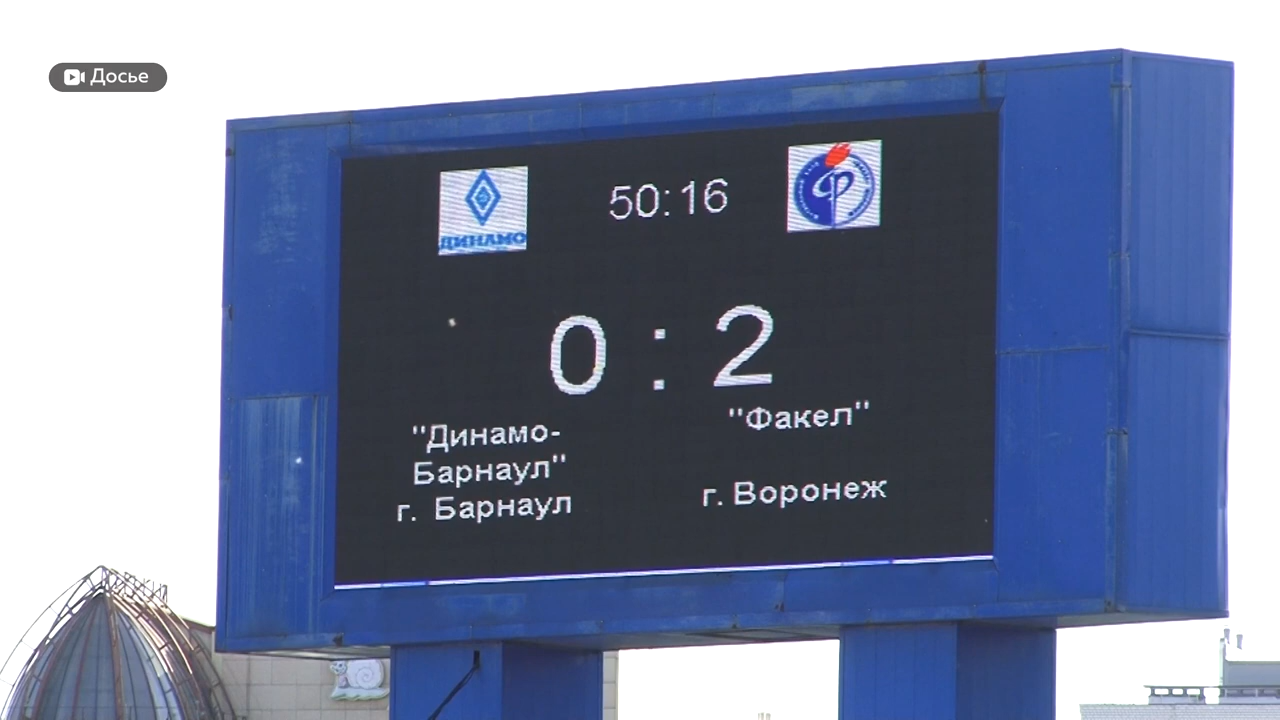 Досье
ДИНАМО
50:16
0 : 2
"Динамо-
Барнаул"
г. Барнаул
"Факел"
г. Воронеж